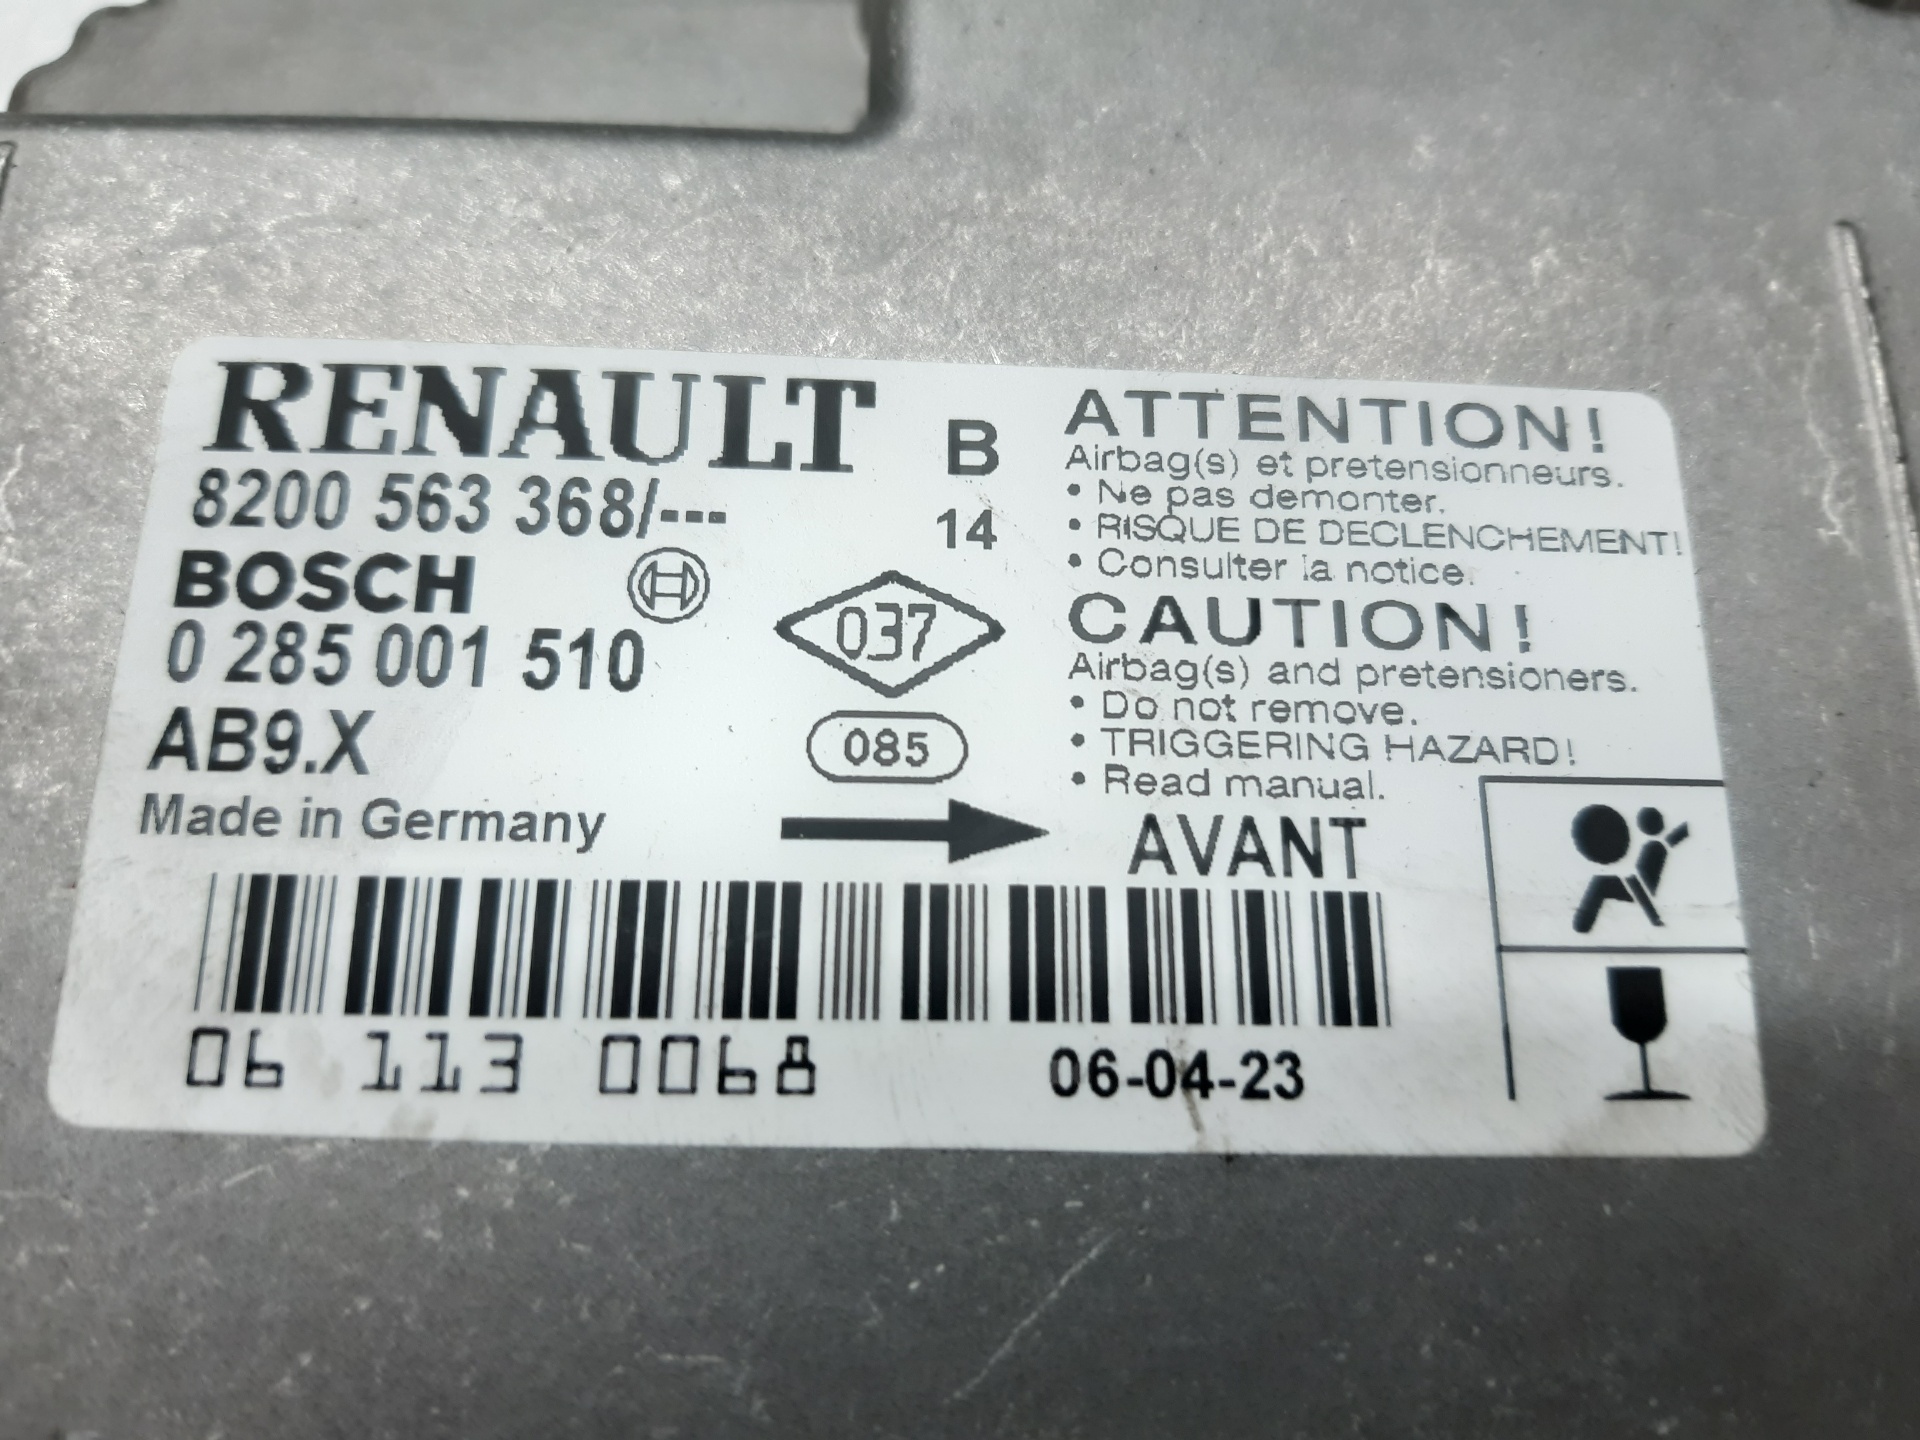 RENAULT
8200 563 368/---
B
14
BOSCH
0 285 001 510
AB9.X
Made in Germany
037
085
ATTENTION!
Airbag(s) et pretensionneurs.
• Ne pas demonter.
• RISQUE DE DECLENCHEMENT!
• Consulter la notice.
CAUTION!
Airbag(s) and pretensioners.
• Do not remove.
• TRIGGERING HAZARD!
• Read manual.
AVANT
06 113 0068
06-04-23